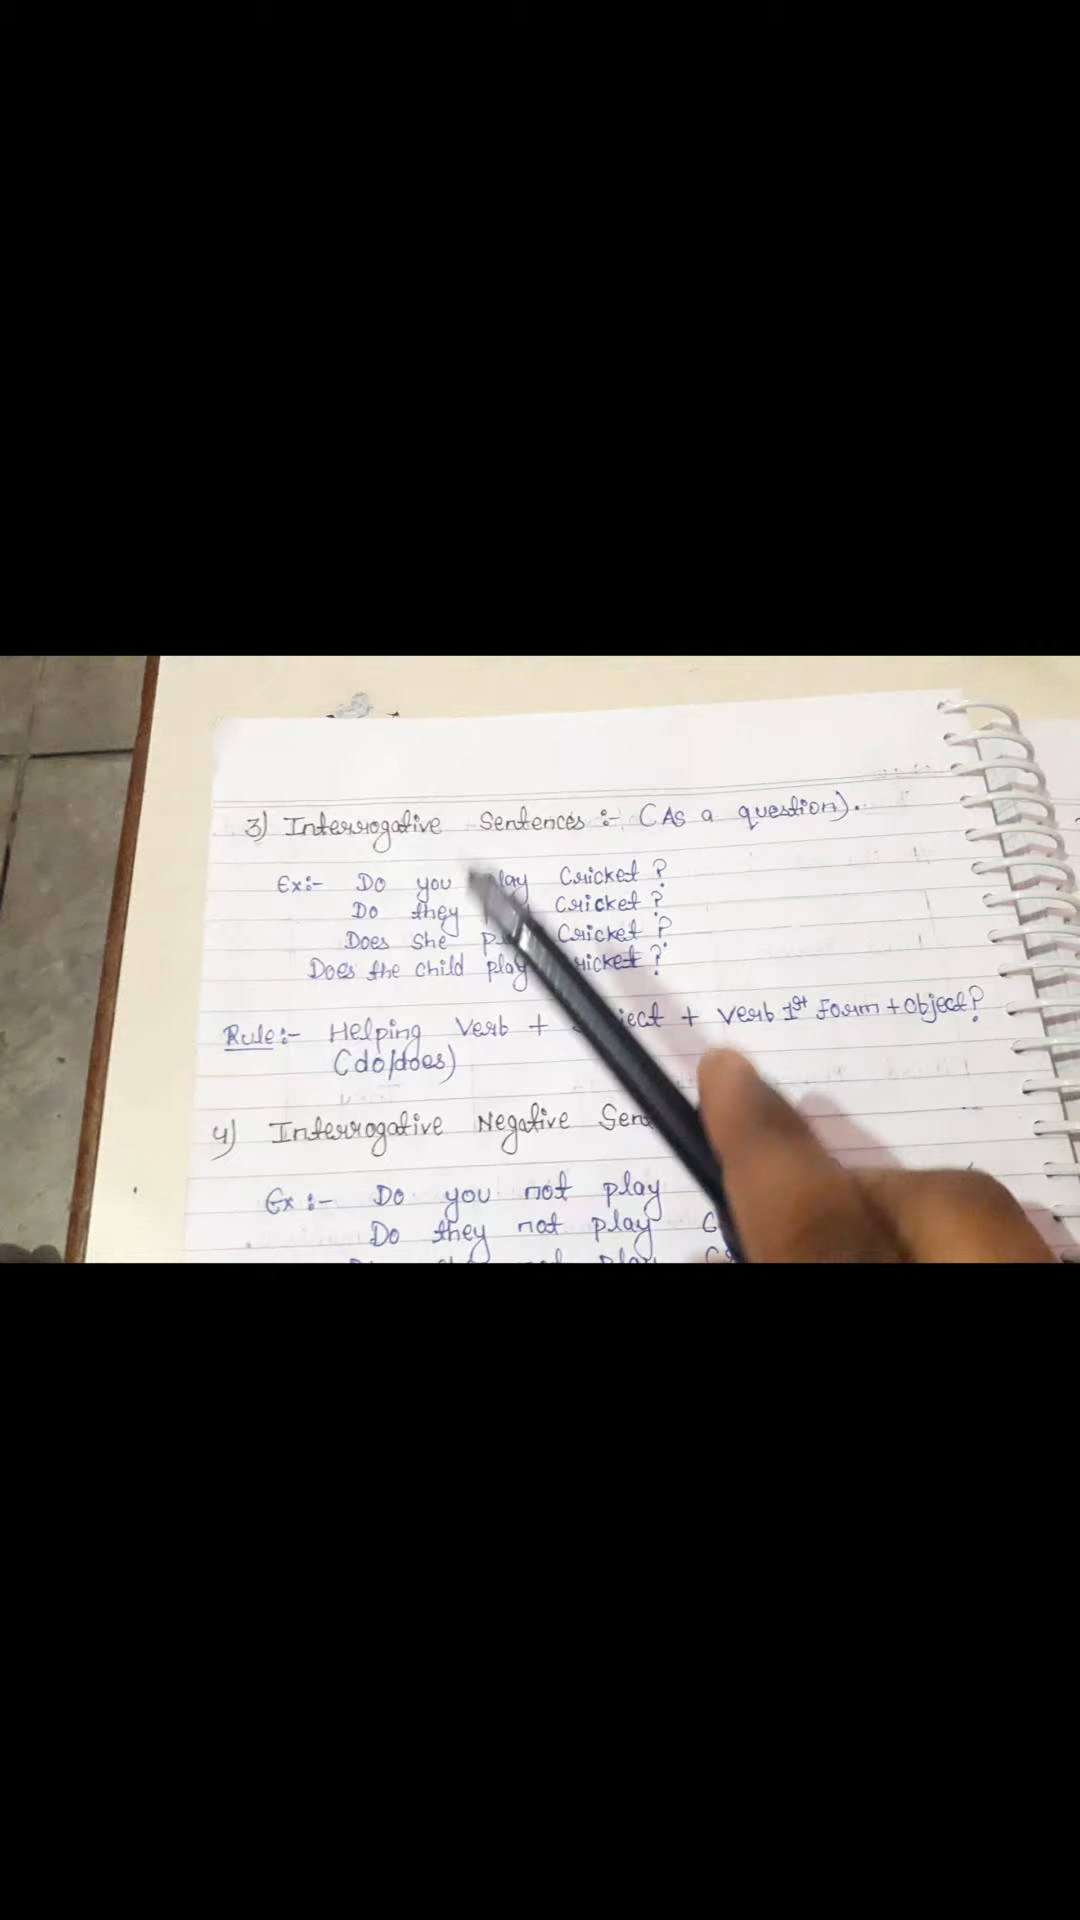 3) Interrogative Sentences :- (As a question).
Ex:- Do you play Cricket ?
Do they Cricket ?
Does She Cricket ?
Does the child play Cricket ?
Rule:- Helping Verb + + Verb 1st Form + Object ?
(do/does)
4) Interrogative Negative
Ex :- Do you not play
Do they not play